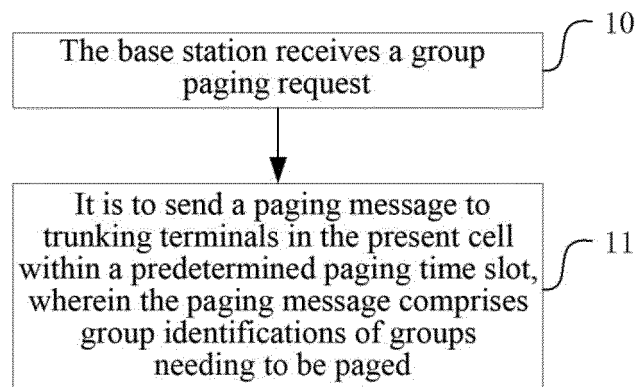 The base station receives a group
paging request
10
It is to send a paging message to
trunking terminals in the present cell
within a predetermined paging time slot,
wherein the paging message comprises
group identifications of groups
needing to be paged
11